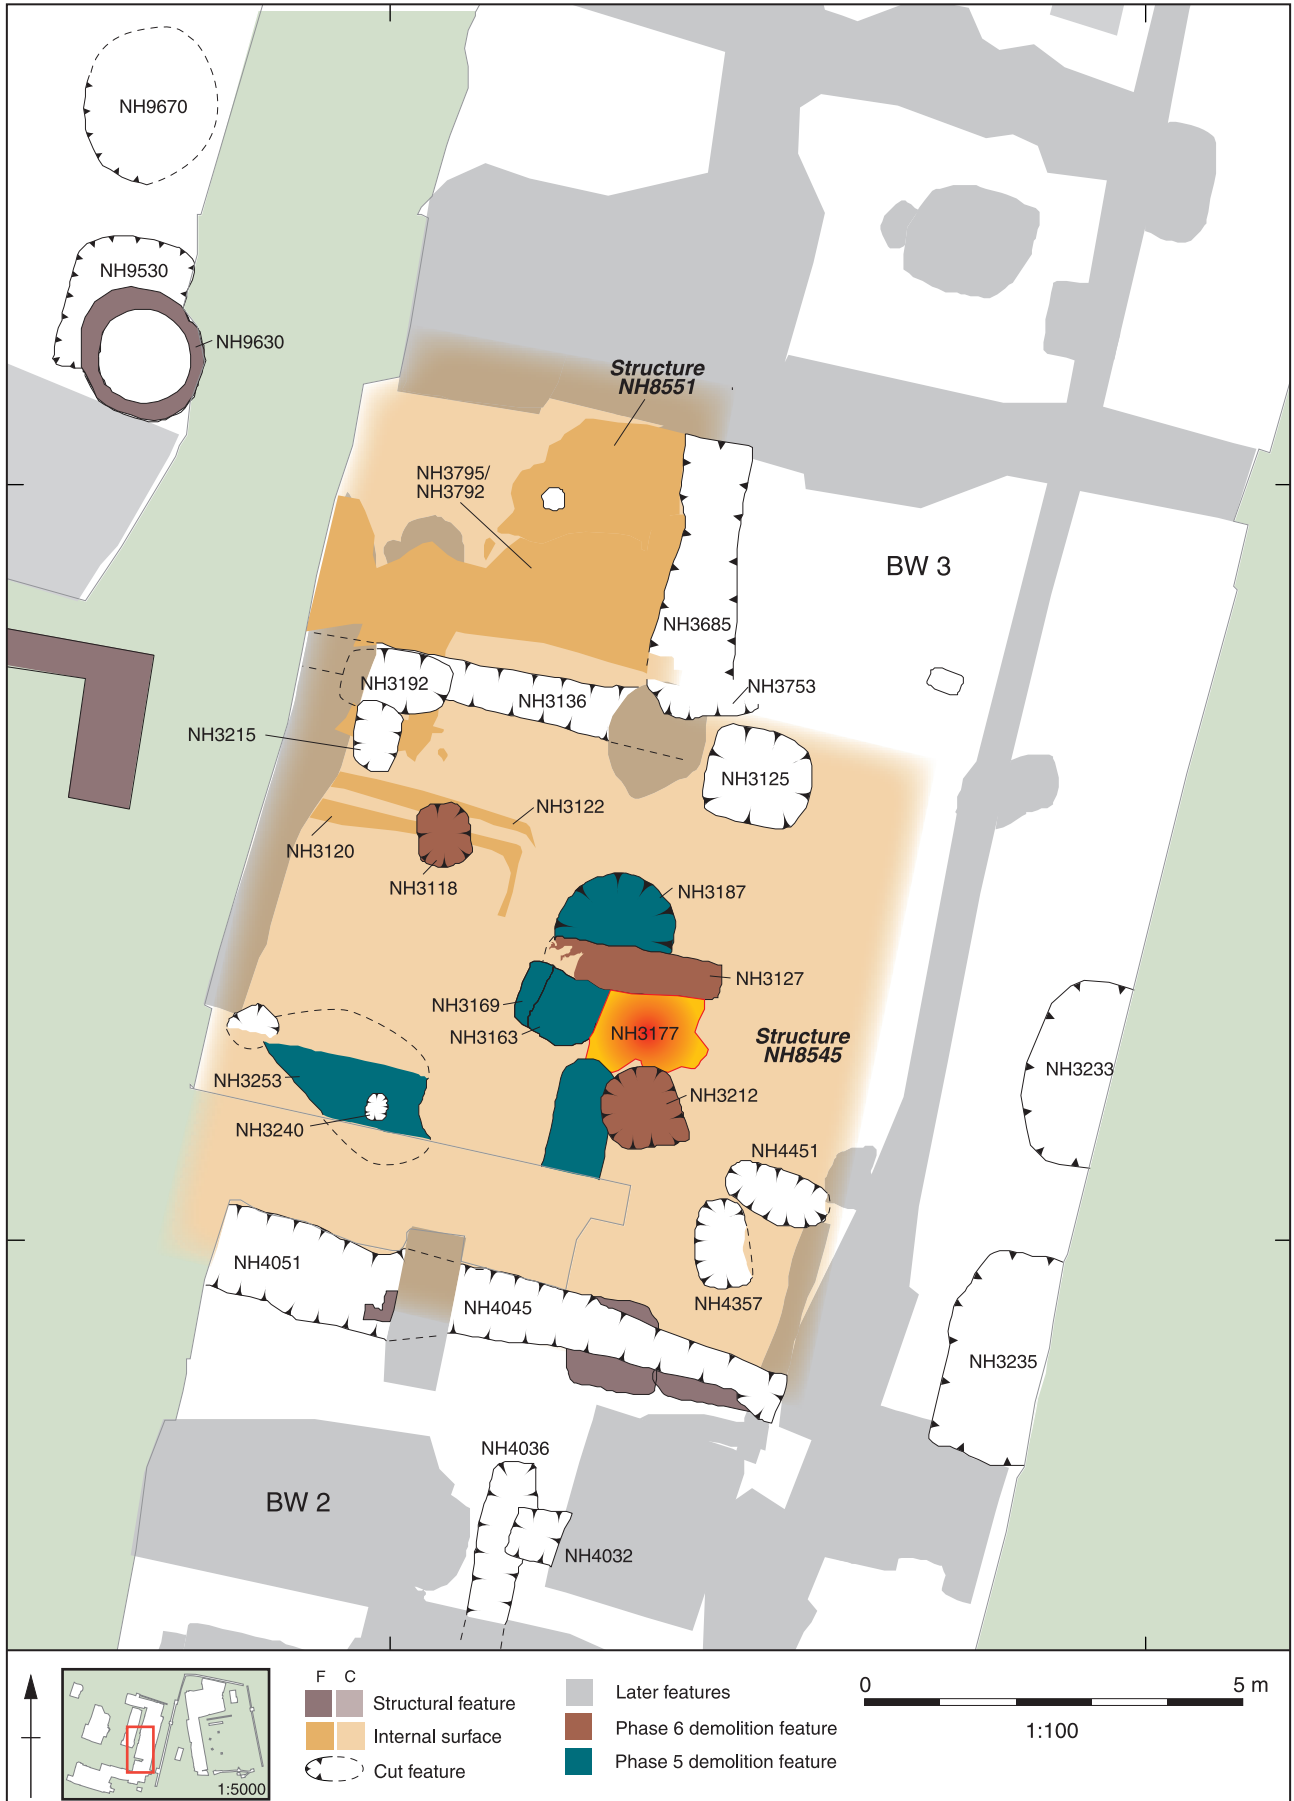 NH9670
NH9530
NH9630
Structure
NH8551
NH3795/
NH3792
BW 3
NH3685
NH3192
NH3753
NH3136
NH3215
NH3125
NH3122
NH3120
NH3118
NH3187
NH3127
NH3169
NH3163
NH3177
Structure
NH8545
NH3233
NH3253
NH3212
NH3240
NH4451
NH4051
NH4357
NH4045
NH3235
NH4036
BW 2
NH4032
F C
Structural feature
Internal surface
Cut feature
Later features
Phase 6 demolition feature
Phase 5 demolition feature
0 5 m
1:100
1:5000